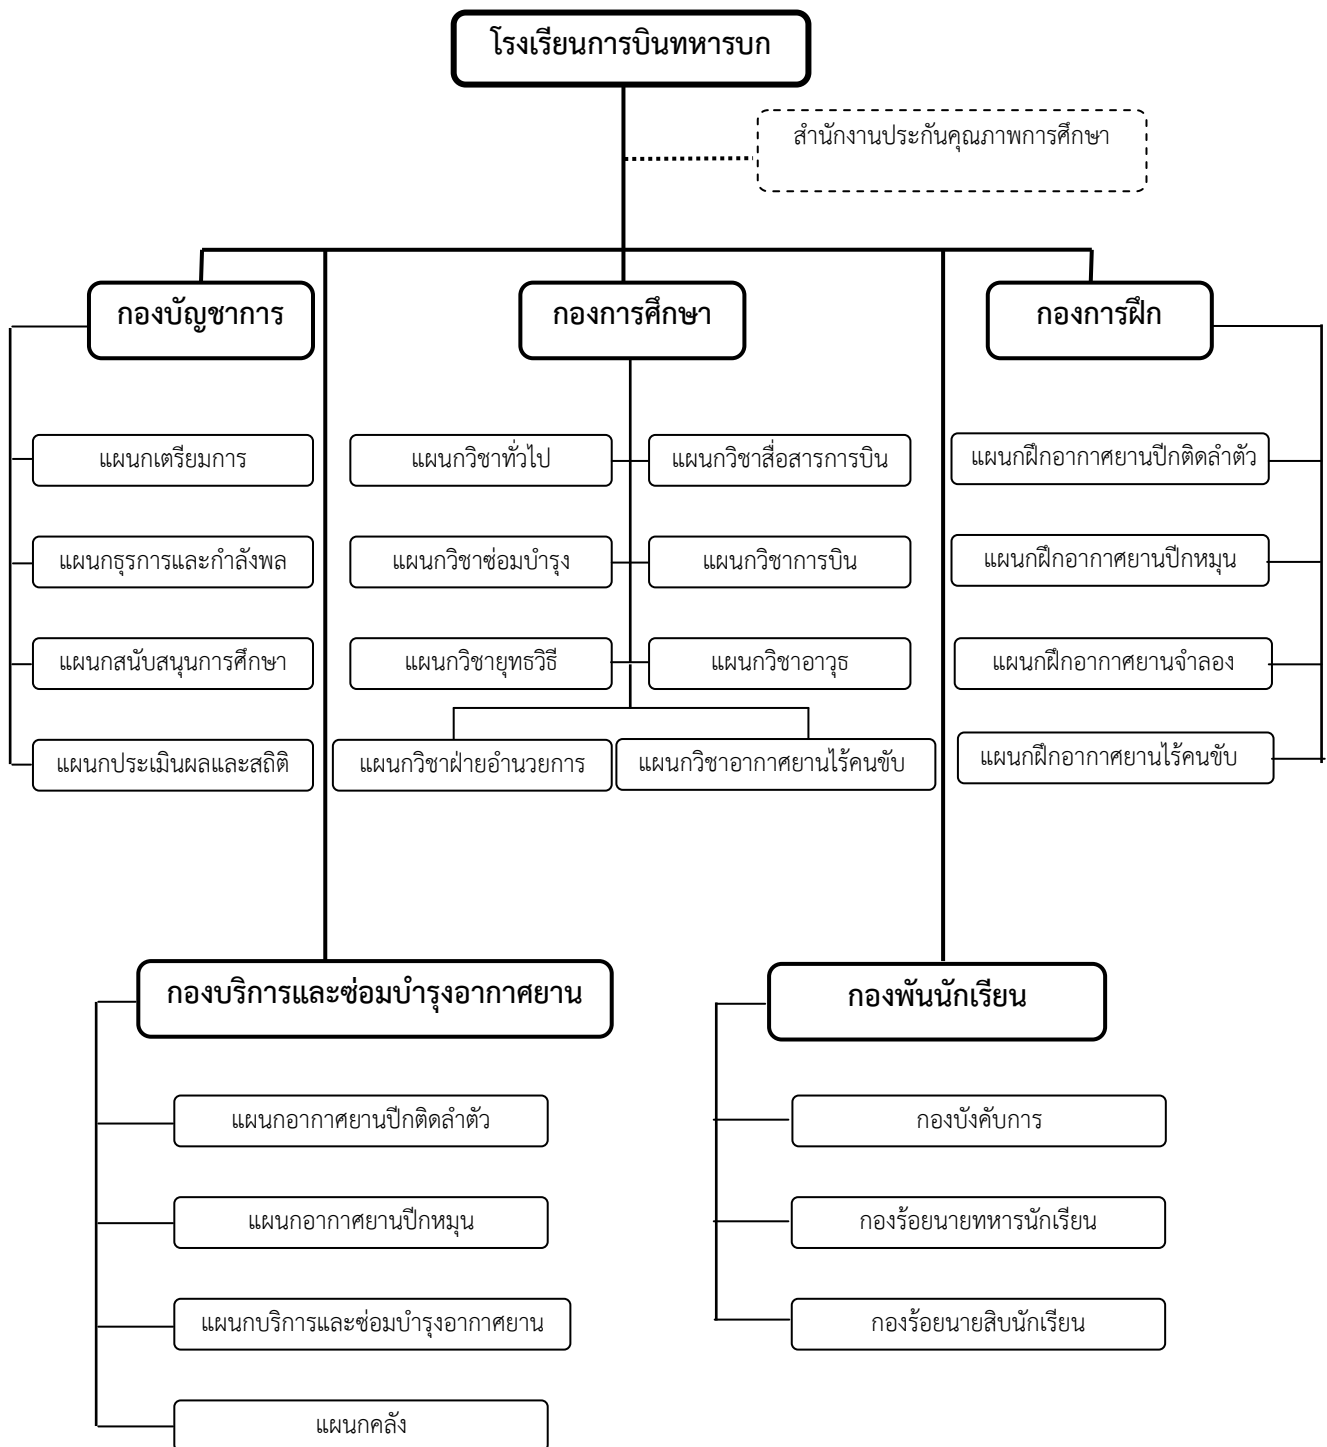 โรงเรียนการบินทหารบก
สำนักงานประกันคุณภาพการศึกษา
กองบัญชาการ
กองการศึกษา
กองการฝึก
แผนกเตรียมการ
แผนกวิชาทั่วไป
แผนกวิชาสื่อสารการบิน
แผนกฝึกอากาศยานปีกติดลำตัว
แผนกธุรการและกำลังพล
แผนกวิชาซ่อมบำรุง
แผนกวิชาการบิน
แผนกฝึกอากาศยานปีกหมุน
แผนกสนับสนุนการศึกษา
แผนกวิชายุทธวิธี
แผนกวิชาอาวุธ
แผนกฝึกอากาศยานจำลอง
แผนกประเมินผลและสถิติ
แผนกวิชาฝ่ายอำนวยการ
แผนกวิชาอากาศยานไร้คนขับ
แผนกฝึกอากาศยานไร้คนขับ
กองบริการและซ่อมบำรุงอากาศยาน
กองพันนักเรียน
แผนกอากาศยานปีกติดลำตัว
กองบังคับการ
แผนกอากาศยานปีกหมุน
กองร้อยนายทหารนักเรียน
แผนกบริการและซ่อมบำรุงอากาศยาน
กองร้อยนายสิบนักเรียน
แผนกคลัง